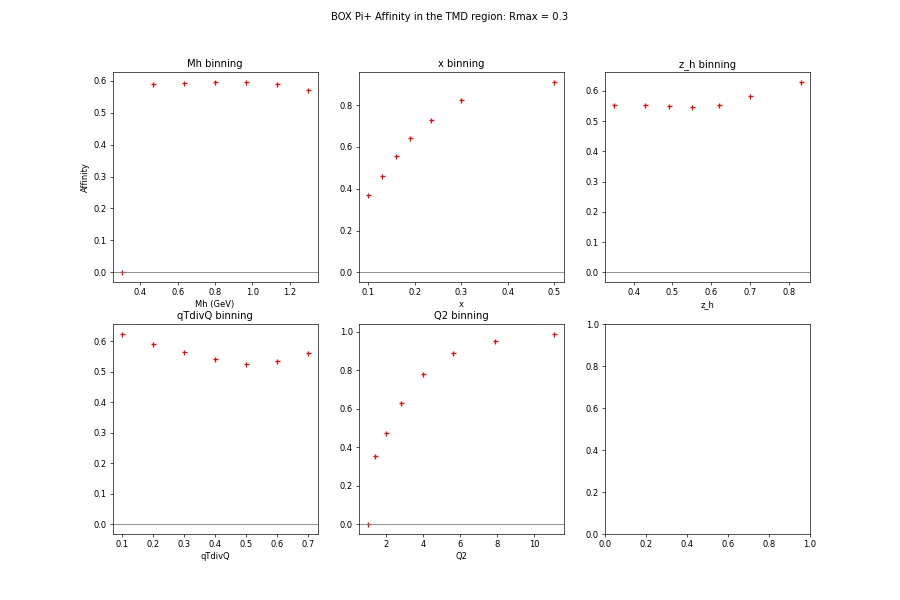 BOX Pi+ Affinity in the TMD region: Rmax = 0.3
Mh binning
0.6
0.5
0.4
0.3
0.2
0.1
0.0
Affinity
0.4 0.6 0.8 1.0 1.2
Mh (GeV)
x binning
0.8
0.6
0.4
0.2
0.0
0.1 0.2 0.3 0.4 0.5
x
z_h binning
0.6
0.5
0.4
0.3
0.2
0.1
0.0
0.4 0.5 0.6 0.7 0.8
z_h
qTdivQ binning
0.6
0.5
0.4
0.3
0.2
0.1
0.0
0.1 0.2 0.3 0.4 0.5 0.6 0.7
qTdivQ
Q2 binning
1.0
0.8
0.6
0.4
0.2
0.0
2 4 6 8 10
Q2
1.0
0.8
0.6
0.4
0.2
0.0
0.0 0.2 0.4 0.6 0.8 1.0